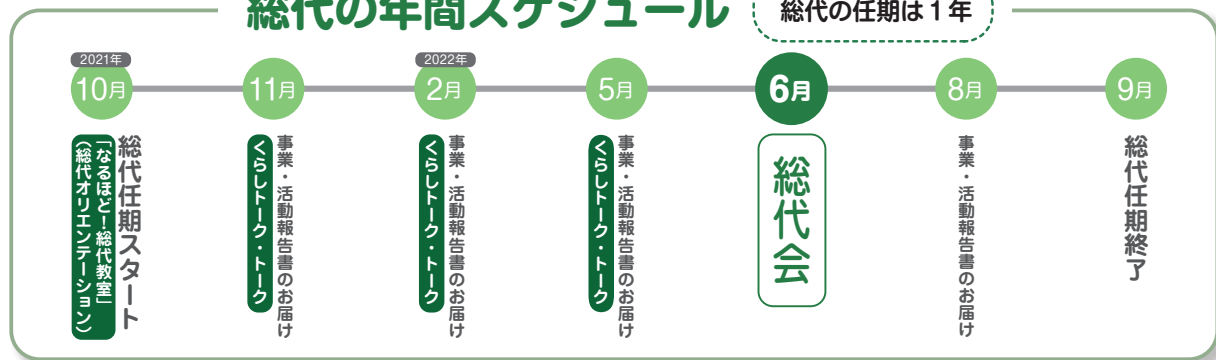 総代の年間スケジュール
総代の任期は1年
2021年
10月
総代任期スタート
「なるほど!総代教室」
(総代オリエンテーション)
11月
事業・活動報告書のお届け
くらしトーク・トーク
2022年
2月
事業・活動報告書のお届け
くらしトーク・トーク
5月
事業・活動報告書のお届け
くらしトーク・トーク
6月
総代会
8月
事業・活動報告書のお届け
9月
総代任期終了